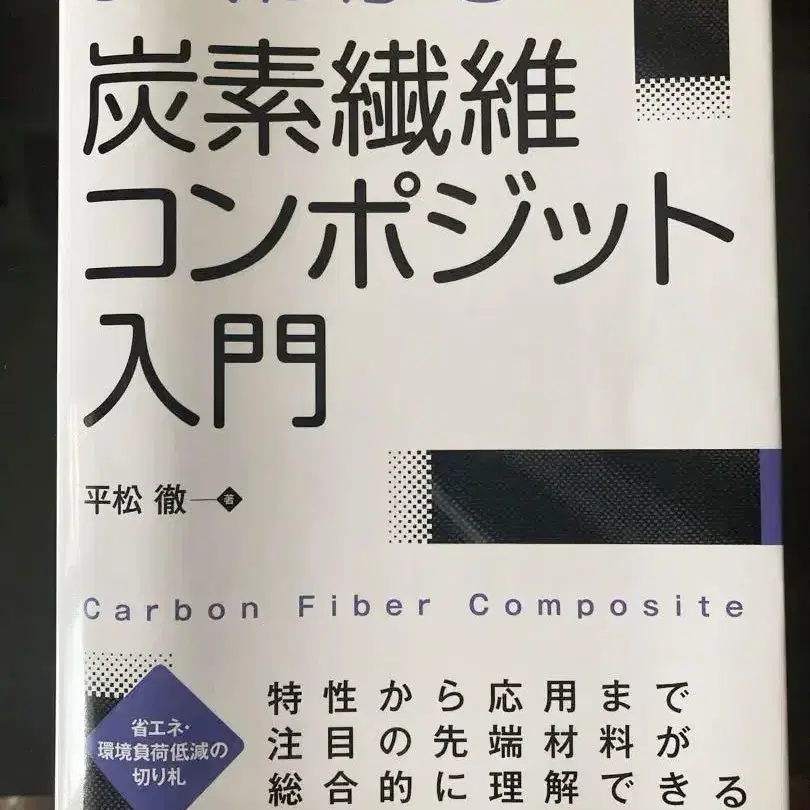 炭素繊維
コンポジット
入門
平松 徹 著
Carbon Fiber Composite
特性から応用まで
注目の先端材料が
総合的に理解できる
省エネ・
環境負荷低減の
切り札